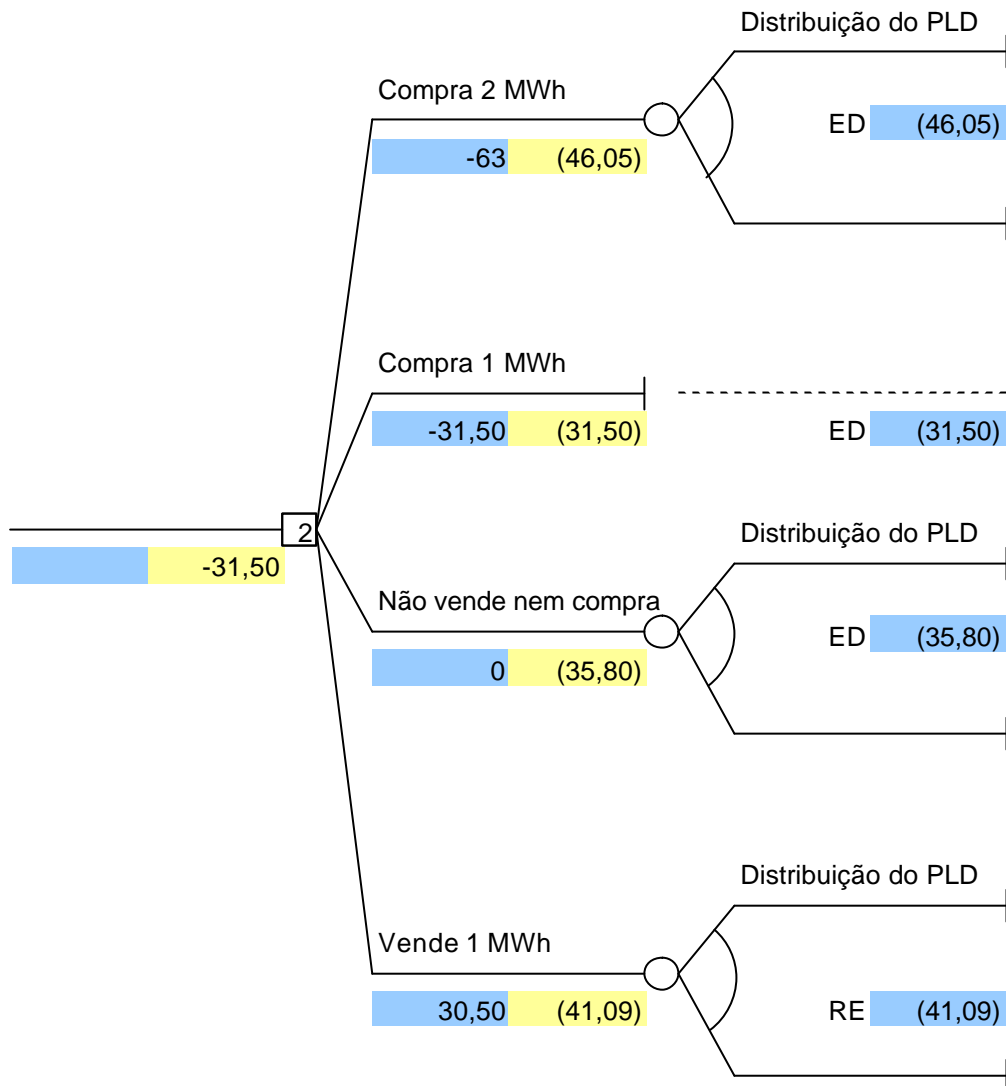 Distribuição do PLD
Compra 2 MWh
ED (46,05)
-63 (46,05)
Compra 1 MWh
-31,50 (31,50) ED (31,50)
Distribuição do PLD
2
-31,50
Não vende nem compra
ED (35,80)
0 (35,80)
Distribuição do PLD
Vende 1 MWh
30,50 (41,09) RE (41,09)